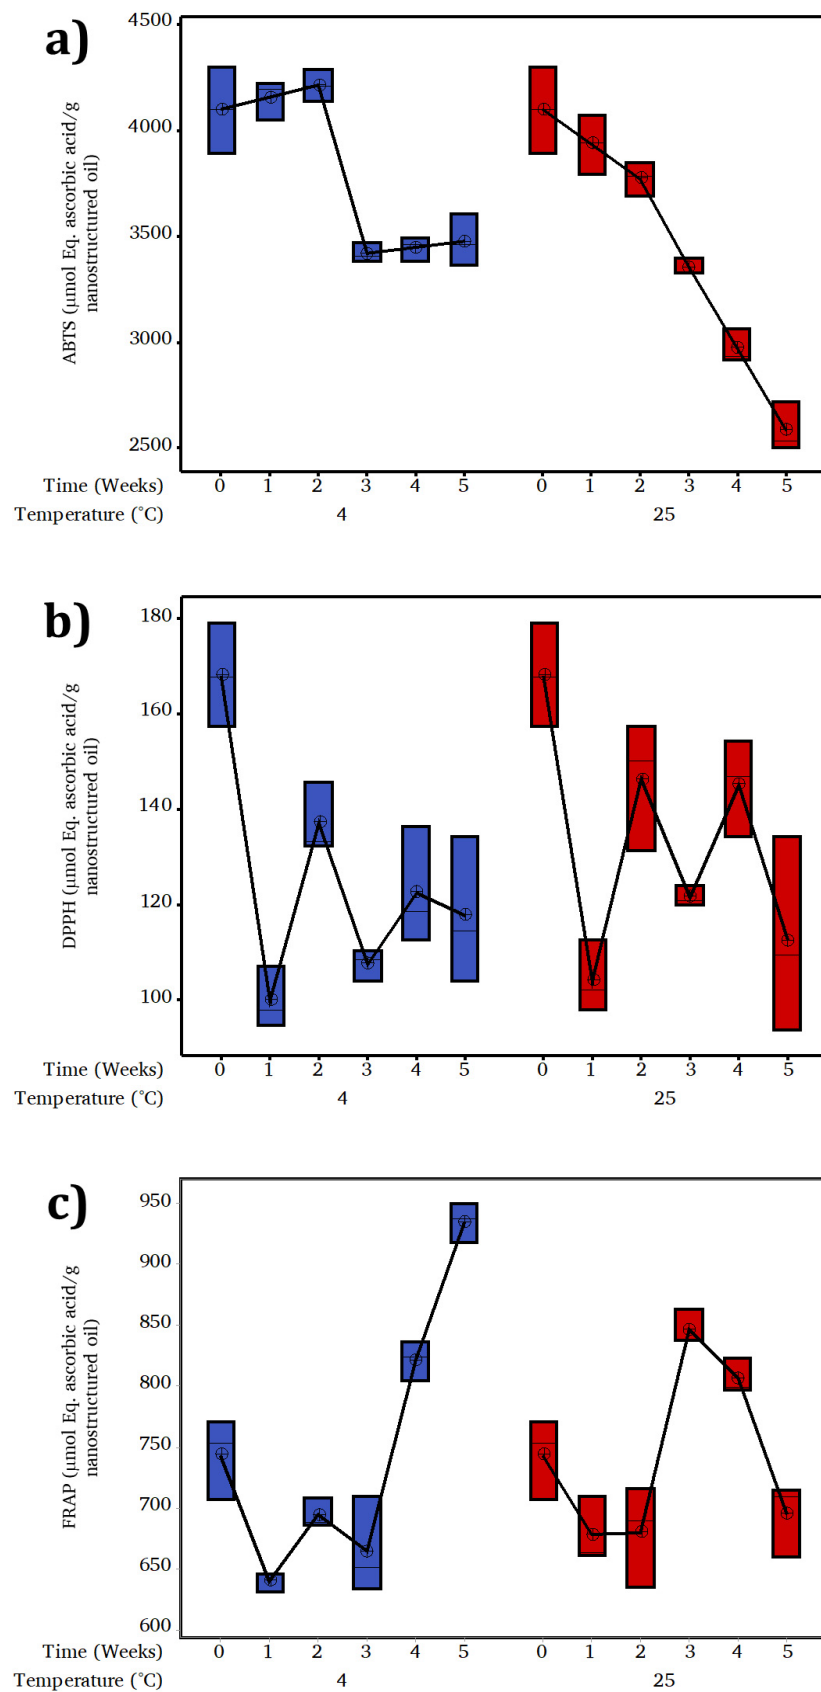 a)
ABTS (μmol Eq. ascorbic acid/g
nanostructured oil)
4500
4000
3500
3000
2500
Time (Weeks) 0 1 2 3 4 5 0 1 2 3 4 5
Temperature (°C) 4 25
b)
DPPH (μmol Eq. ascorbic acid/g
nanostructured oil)
180
160
140
120
100
Time (Weeks) 0 1 2 3 4 5 0 1 2 3 4 5
Temperature (°C) 4 25
c)
FRAP (μmol Eq. ascorbic acid/g
nanostructured oil)
950
900
850
800
750
700
650
600
Time (Weeks) 0 1 2 3 4 5 0 1 2 3 4 5
Temperature (°C) 4 25